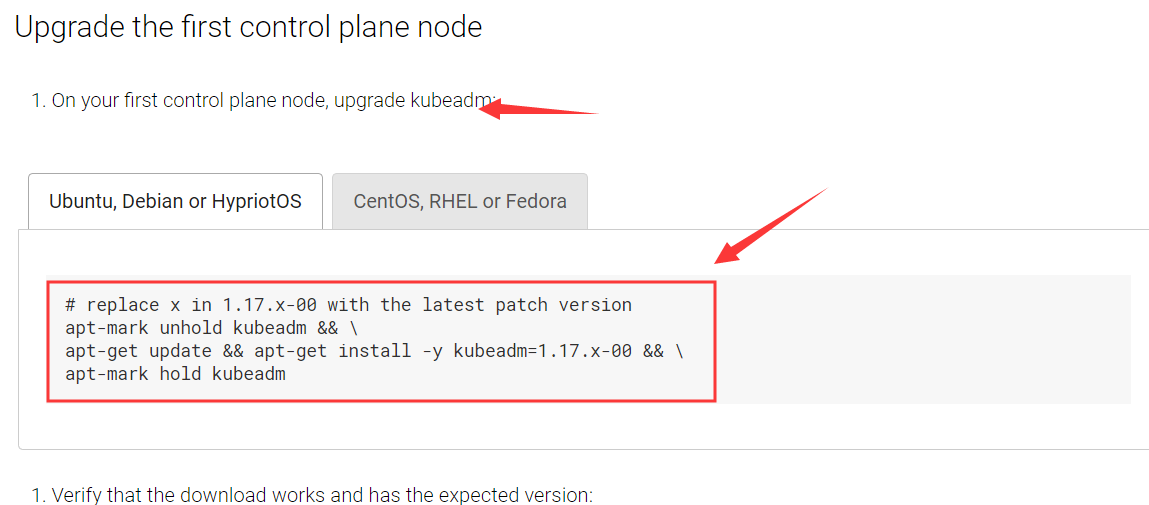 Upgrade the first control plane node
1. On your first control plane node, upgrade kubeadm:
Ubuntu, Debian or HypriotOS
CentOS, RHEL or Fedora
# replace x in 1.17.x-00 with the latest patch version
apt-mark unhold kubeadm && \
apt-get update && apt-get install -y kubeadm=1.17.x-00 && \
apt-mark hold kubeadm
1. Verify that the download works and has the expected version: